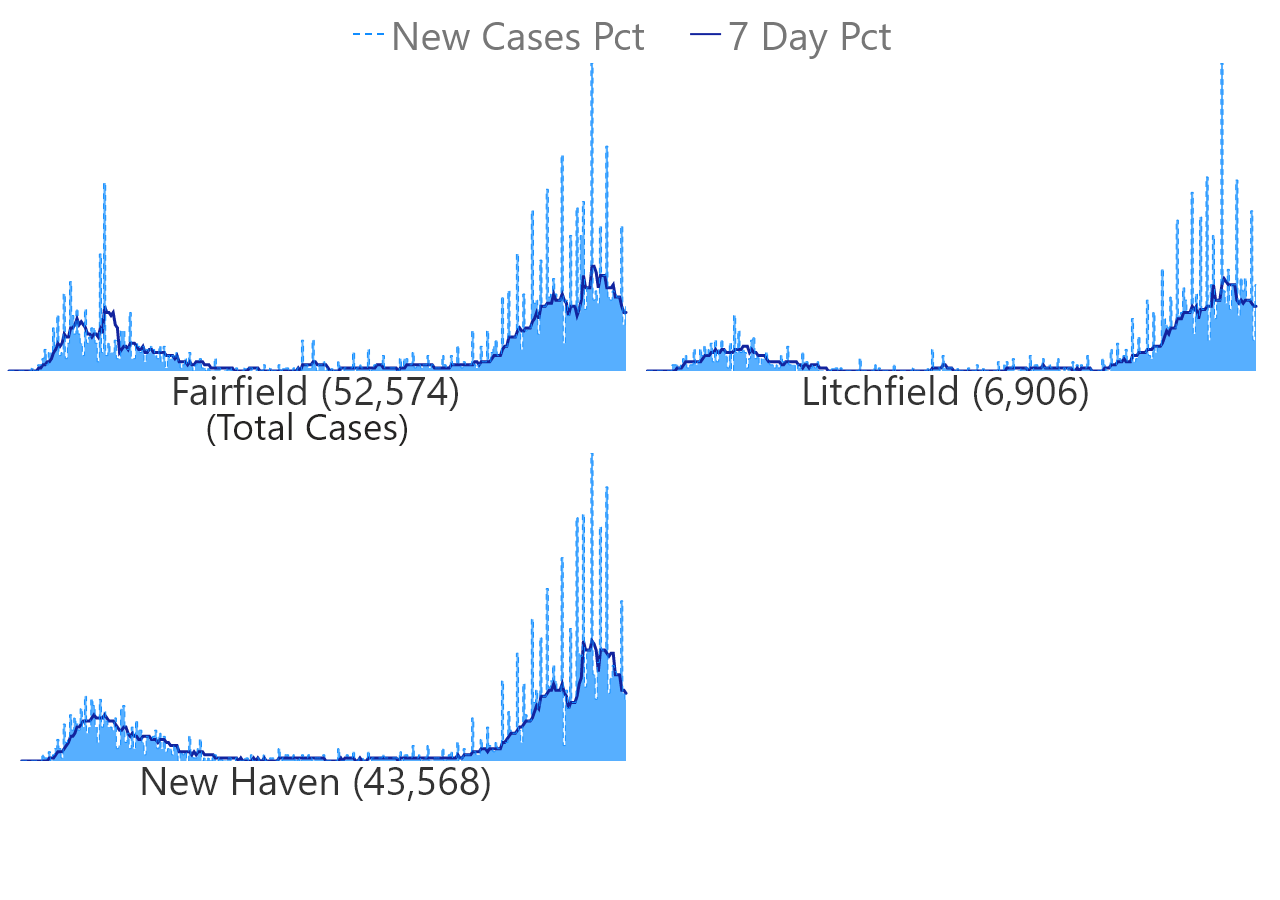 New Cases Pct 7 Day Pct
Fairfield (52,574)
(Total Cases)
Litchfield (6,906)
New Haven (43,568)